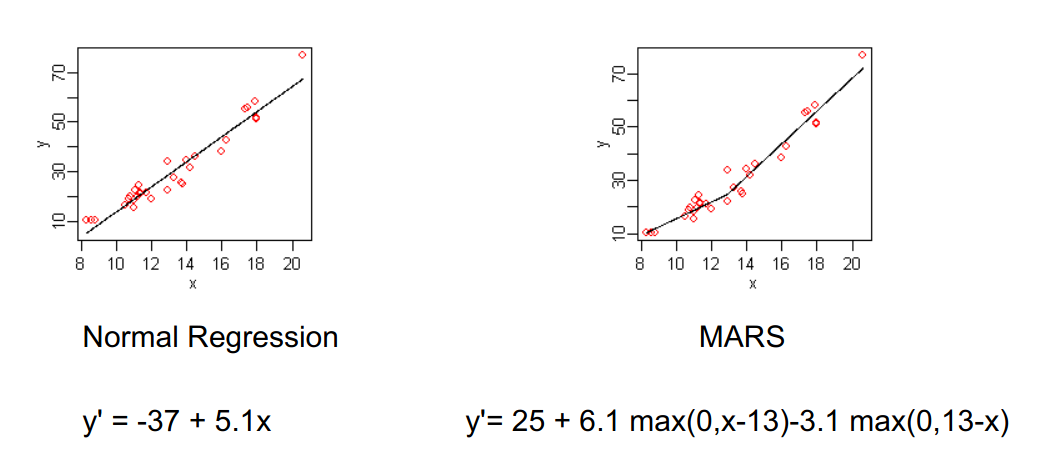 y
70
50
30
10
8 10 12 14 16 18 20
x
Normal Regression
y' = -37 + 5.1x
y
70
50
30
10
8 10 12 14 16 18 20
x
MARS
y'= 25 + 6.1 max(0,x-13)-3.1 max(0,13-x)